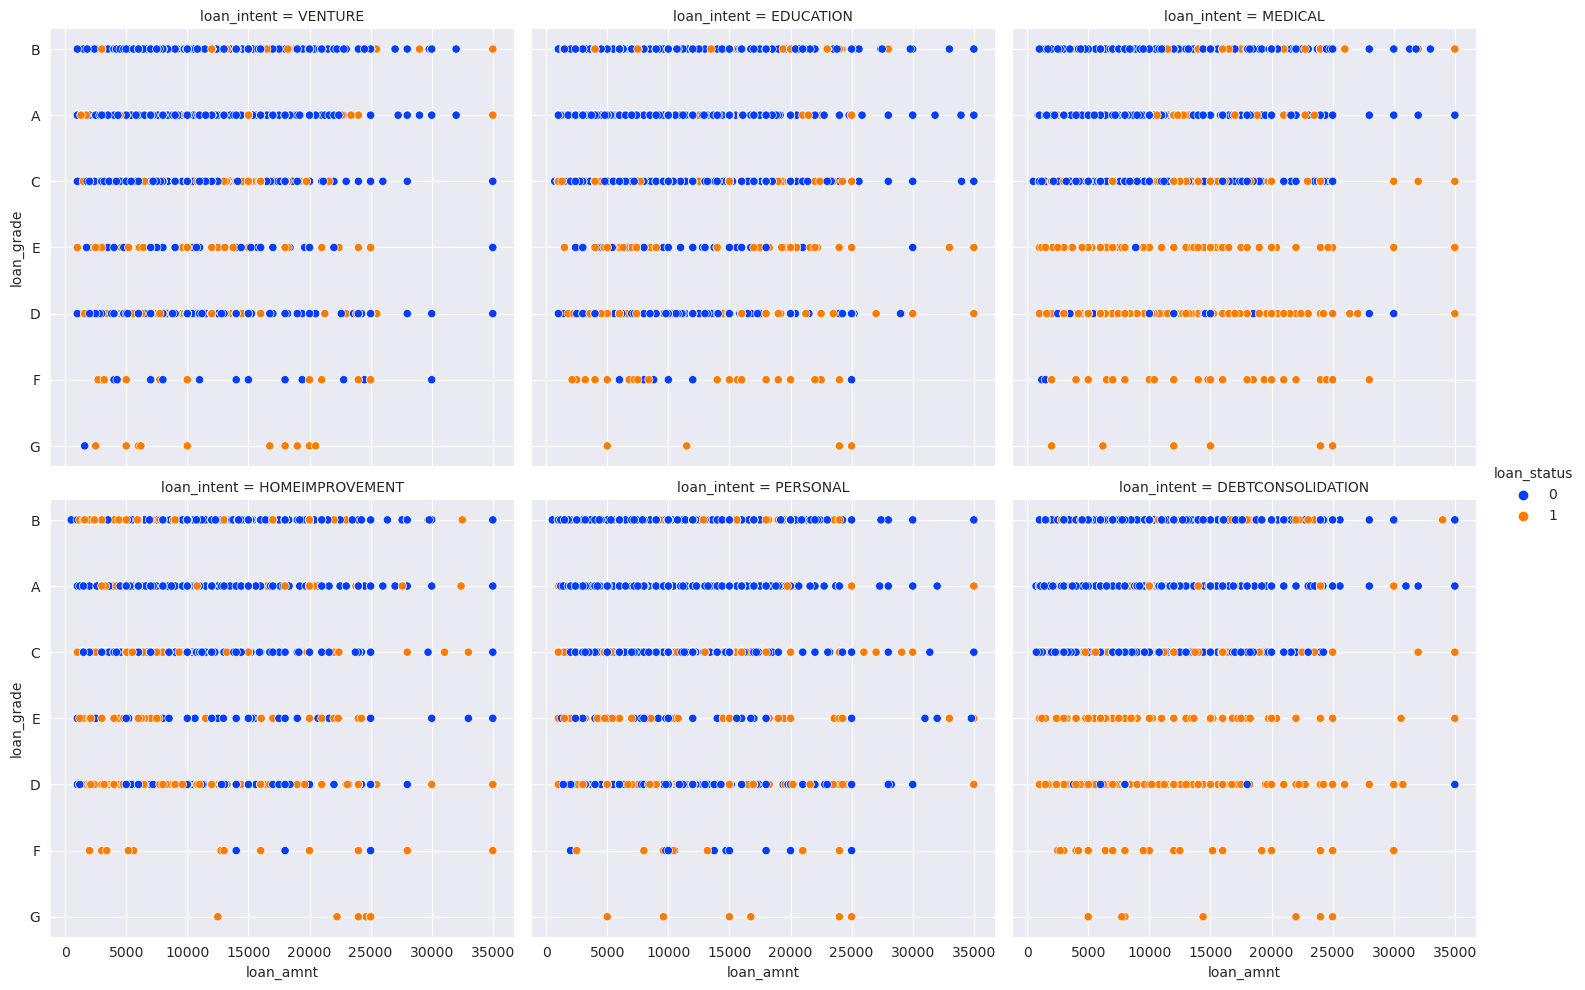 loan_intent = VENTURE
loan_intent = EDUCATION
loan_intent = MEDICAL
B
A
C
E
D
F
G
loan_grade
loan_intent = HOMEIMPROVEMENT
loan_intent = PERSONAL
loan_intent = DEBTCONSOLIDATION
B
A
C
E
D
F
G
loan_grade
0 5000 10000 15000 20000 25000 30000 35000
0 5000 10000 15000 20000 25000 30000 35000
0 5000 10000 15000 20000 25000 30000 35000
loan_amnt
loan_amnt
loan_amnt
loan_status
0
1